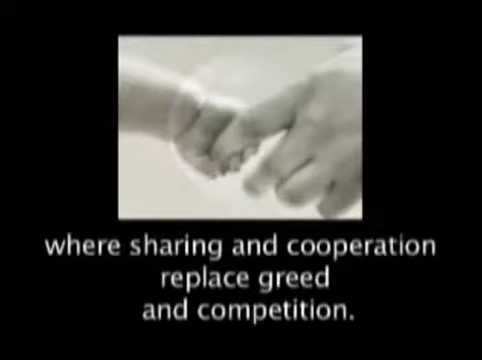 where sharing and cooperation
replace greed
and competition.